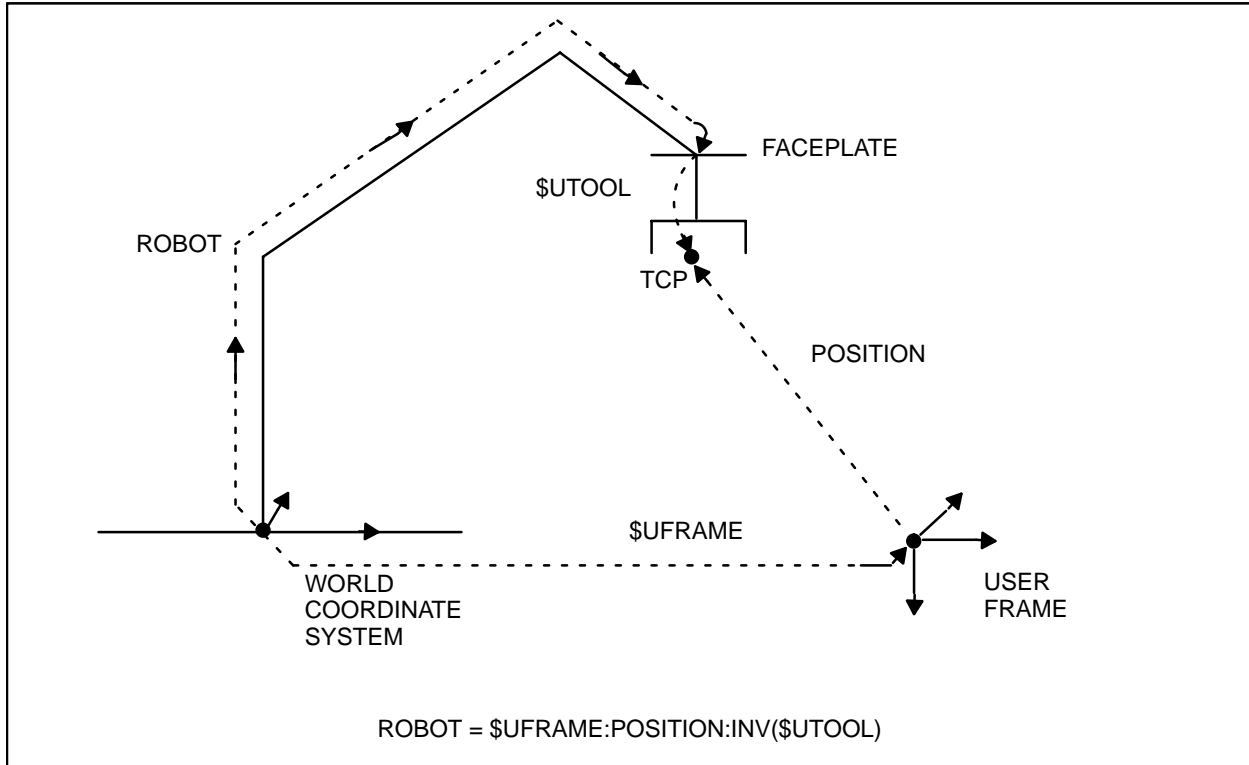 FACEPLATE
$UTOOL
ROBOT
TCP
POSITION
$UFRAME
WORLD
COORDINATE
SYSTEM
USER
FRAME
ROBOT = $UFRAME:POSITION:INV($UTOOL)